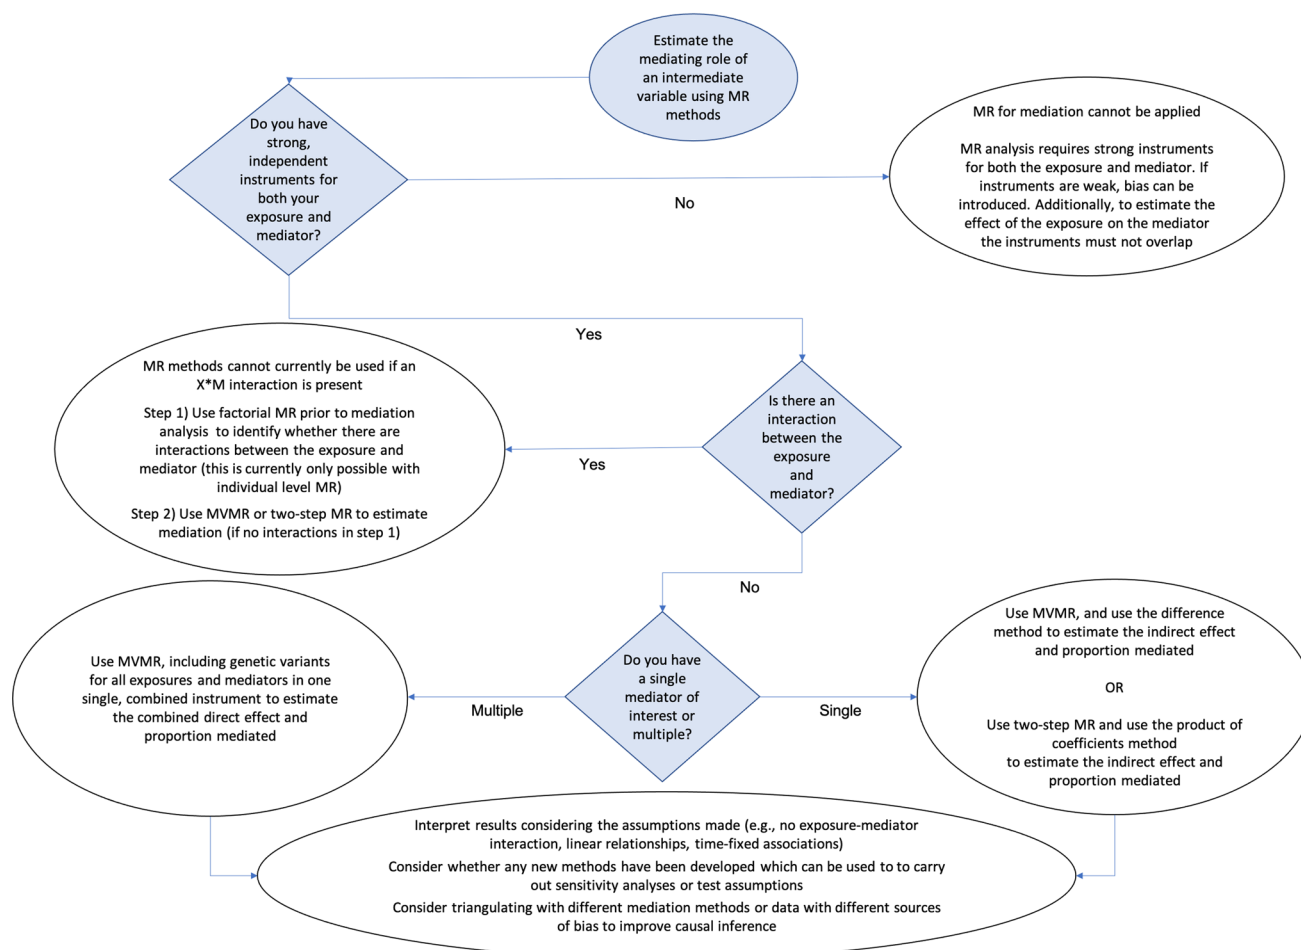 Estimate the
mediating role of
an intermediate
variable using MR
methods
Do you have
strong,
independent
instruments for
both your
exposure and
mediator?
No
MR for mediation cannot be applied
MR analysis requires strong instruments
for both the exposure and mediator. If
instruments are weak, bias can be
introduced. Additionally, to estimate the
effect of the exposure on the mediator
the instruments must not overlap
Yes
Is there an
interaction
between the
exposure
and
mediator?
Yes
MR methods cannot currently be used if an
X*M interaction is present
Step 1) Use factorial MR prior to mediation
analysis to identify whether there are
interactions between the exposure and
mediator (this is currently only possible with
individual level MR)
Step 2) Use MVMR or two-step MR to estimate
mediation (if no interactions in step 1)
No
Do you have
a single
mediator of
interest or
multiple?
Multiple
Use MVMR, including genetic variants
for all exposures and mediators in one
single, combined instrument to estimate
the combined direct effect and
proportion mediated
Single
Use MVMR, and use the difference
method to estimate the indirect effect
and proportion mediated
OR
Use two-step MR and use the product of
coefficients method
to estimate the indirect effect and
proportion mediated
Interpret results considering the assumptions made (e.g., no exposure-mediator
interaction, linear relationships, time-fixed associations)
Consider whether any new methods have been developed which can be used to to carry
out sensitivity analyses or test assumptions
Consider triangulating with different mediation methods or data with different sources
of bias to improve causal inference